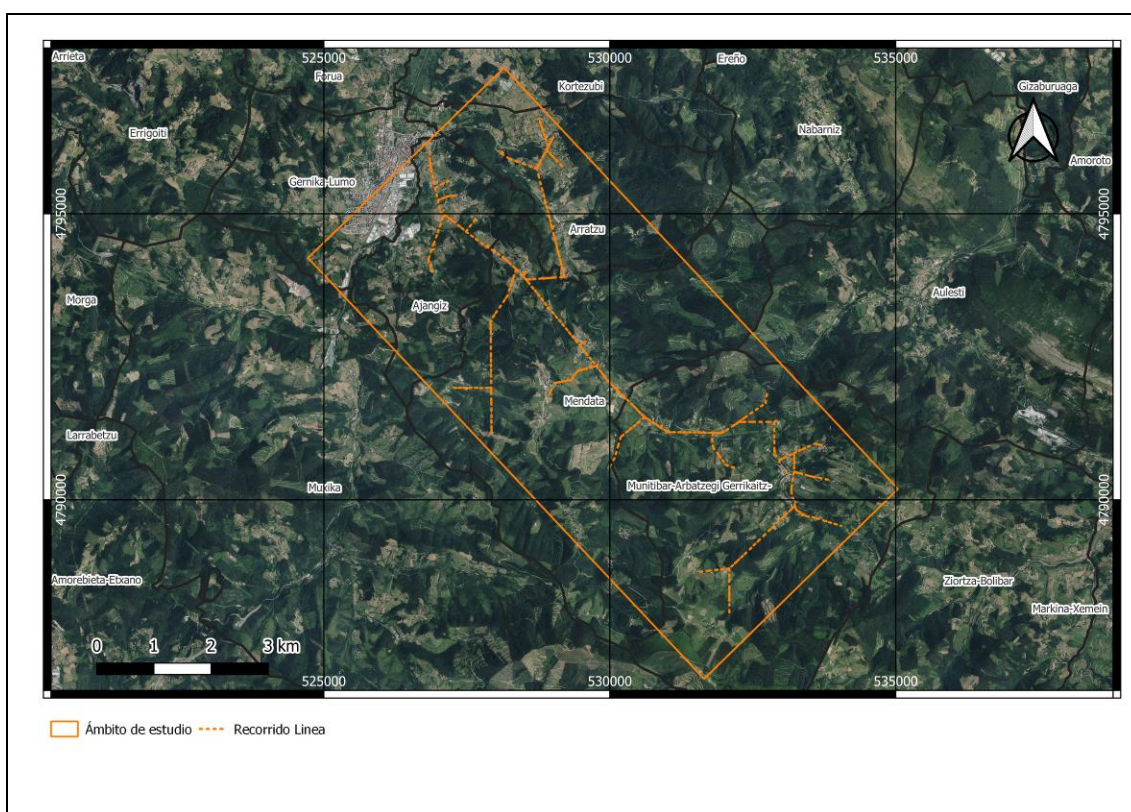 525000
530000
535000
Arrieta
Forua
Kortezubi
Ereño
Gizaburuaga
Errigoiti
Nabarniz
Amoroto
Gernika-Lumo
4795000
4795000
Arratzu
Morga
Ajangiz
Aulesti
Mendata
Larrabetzu
Muxika
Munitibar-Arbatzegi Gerrikaitz-
4790000
4790000
Amorebieta-Etxano
Ziortza-Bolibar
Markina-Xemein
0 1 2 3 km
525000
530000
535000
Ámbito de estudio
Recorrido Linea